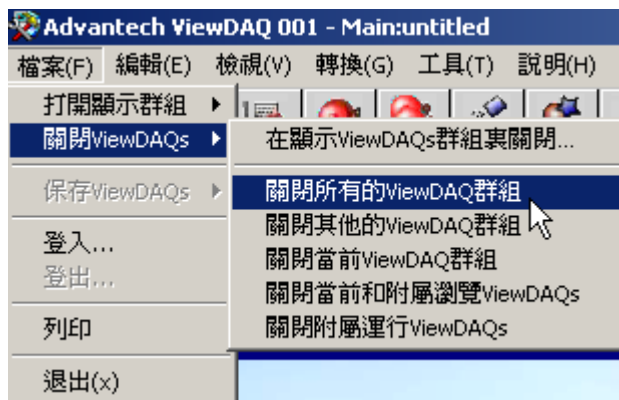 Advantech ViewDAQ 001 - Main:untitled
檔案(F) 編輯(E) 檢視(V) 轉換(G) 工具(T) 說明(H)
打開顯示群組
關閉ViewDAQs
在顯示ViewDAQs群組裏關閉...
保存ViewDAQs
關閉所有的ViewDAQ群組
關閉其他的ViewDAQ群組
登入...
關閉當前ViewDAQ群組
登出...
關閉當前和附屬瀏覽ViewDAQs
列印
關閉附屬運行ViewDAQs
退出(x)